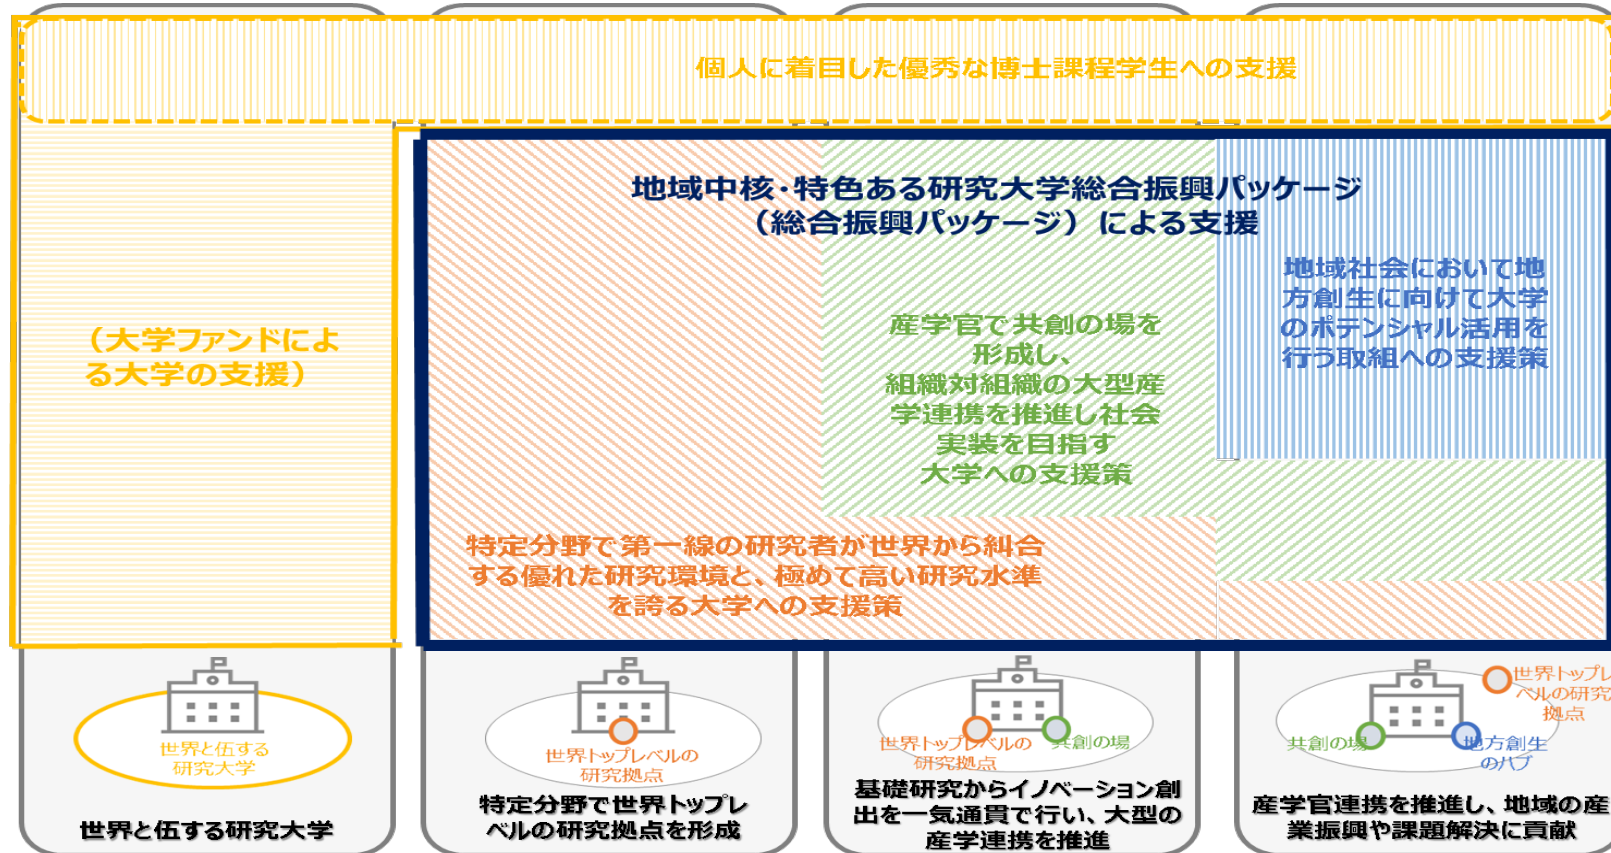 個人に着目した優秀な博士課程学生への支援
地域中核・特色ある研究大学総合振興パッケージ
（総合振興パッケージ）による支援
（大学ファンドによ
る大学の支援）
産学官で共創の場を
形成し、
組織対組織の大型産
学連携を推進し社会
実装を目指す
大学への支援策
地域社会において地
方創生に向けて大学
のポテンシャル活用を
行う取組への支援策
特定分野で第一線の研究者が世界から糾合
する優れた研究環境と、極めて高い研究水準
を誇る大学への支援策
世界と伍する
研究大学
世界と伍する研究大学
世界トップレベルの
研究拠点
特定分野で世界トップレ
ベルの研究拠点を形成
世界トップレベルの
研究拠点
共創の場
基礎研究からイノベーション創
出を一気通貫で行い、大型の
産学連携を推進
世界トップレ
ベルの研究
拠点
共創の場
地方創生
のハブ
産学官連携を推進し、地域の産
業振興や課題解決に貢献